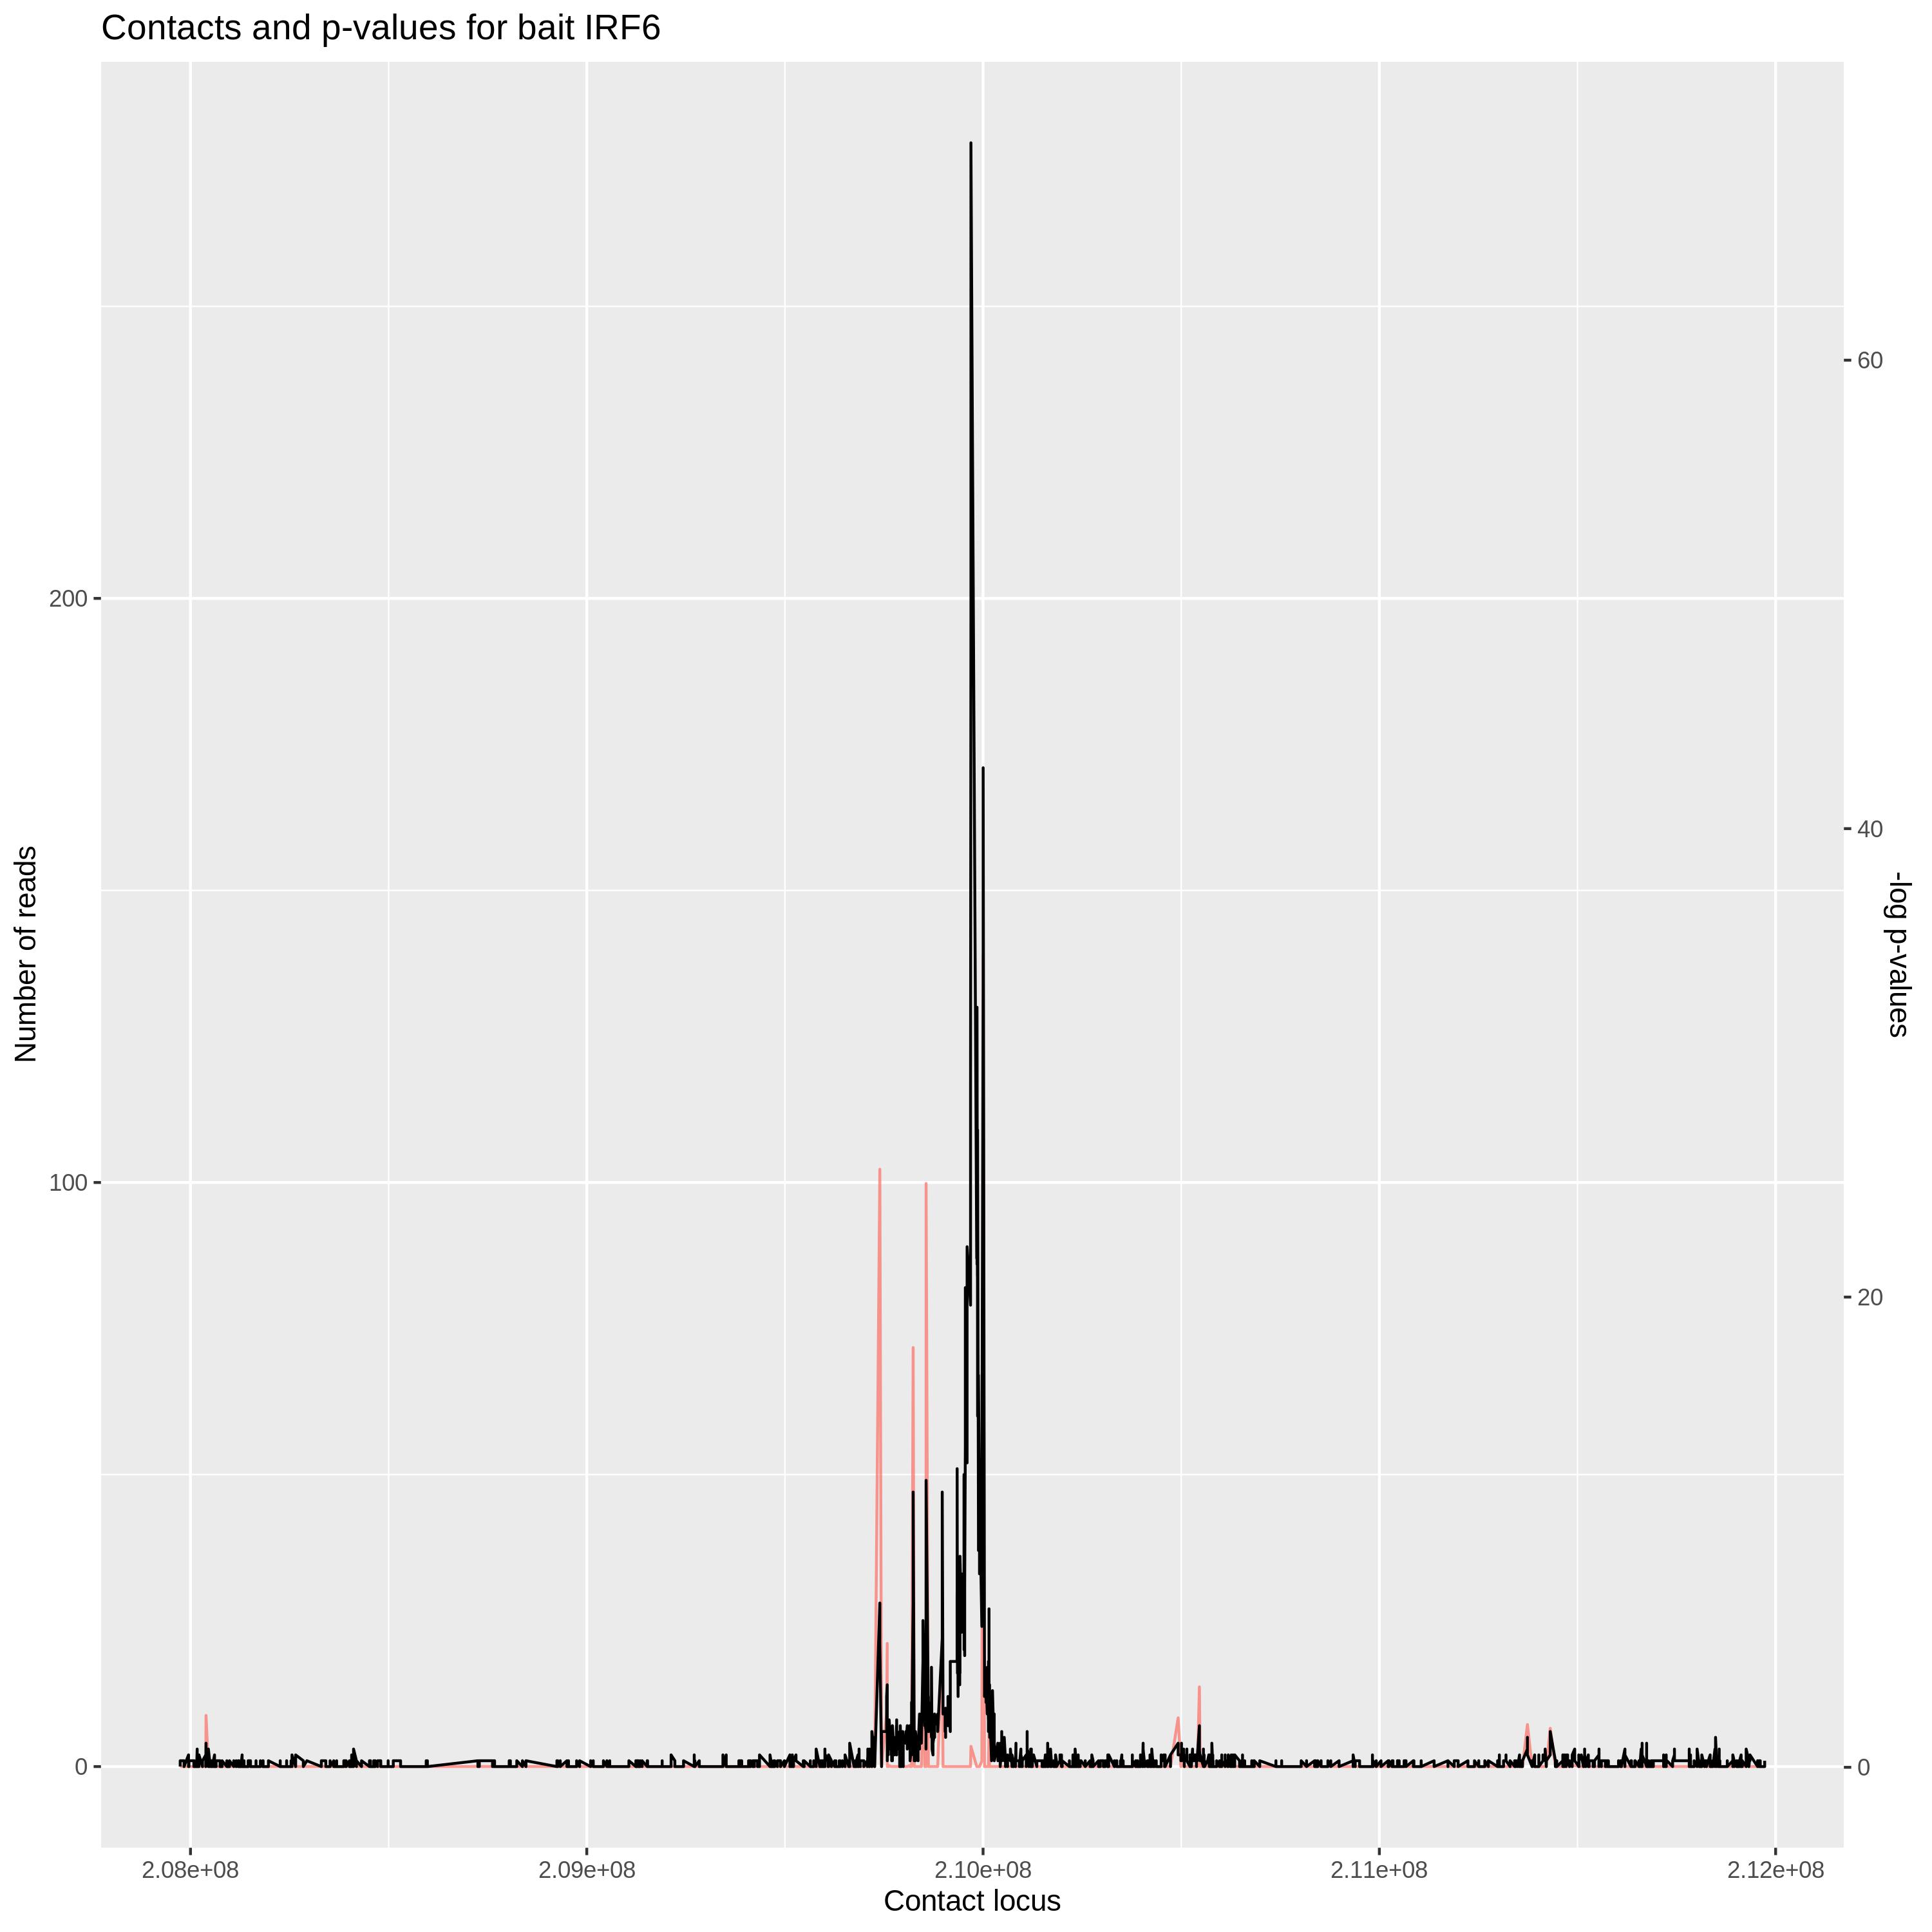 Contacts and p-values for bait IRF6
Number of reads
200
100
0
60
40
20
0
-log p-values
2.08e+08 2.09e+08 2.10e+08 2.11e+08 2.12e+08
Contact locus